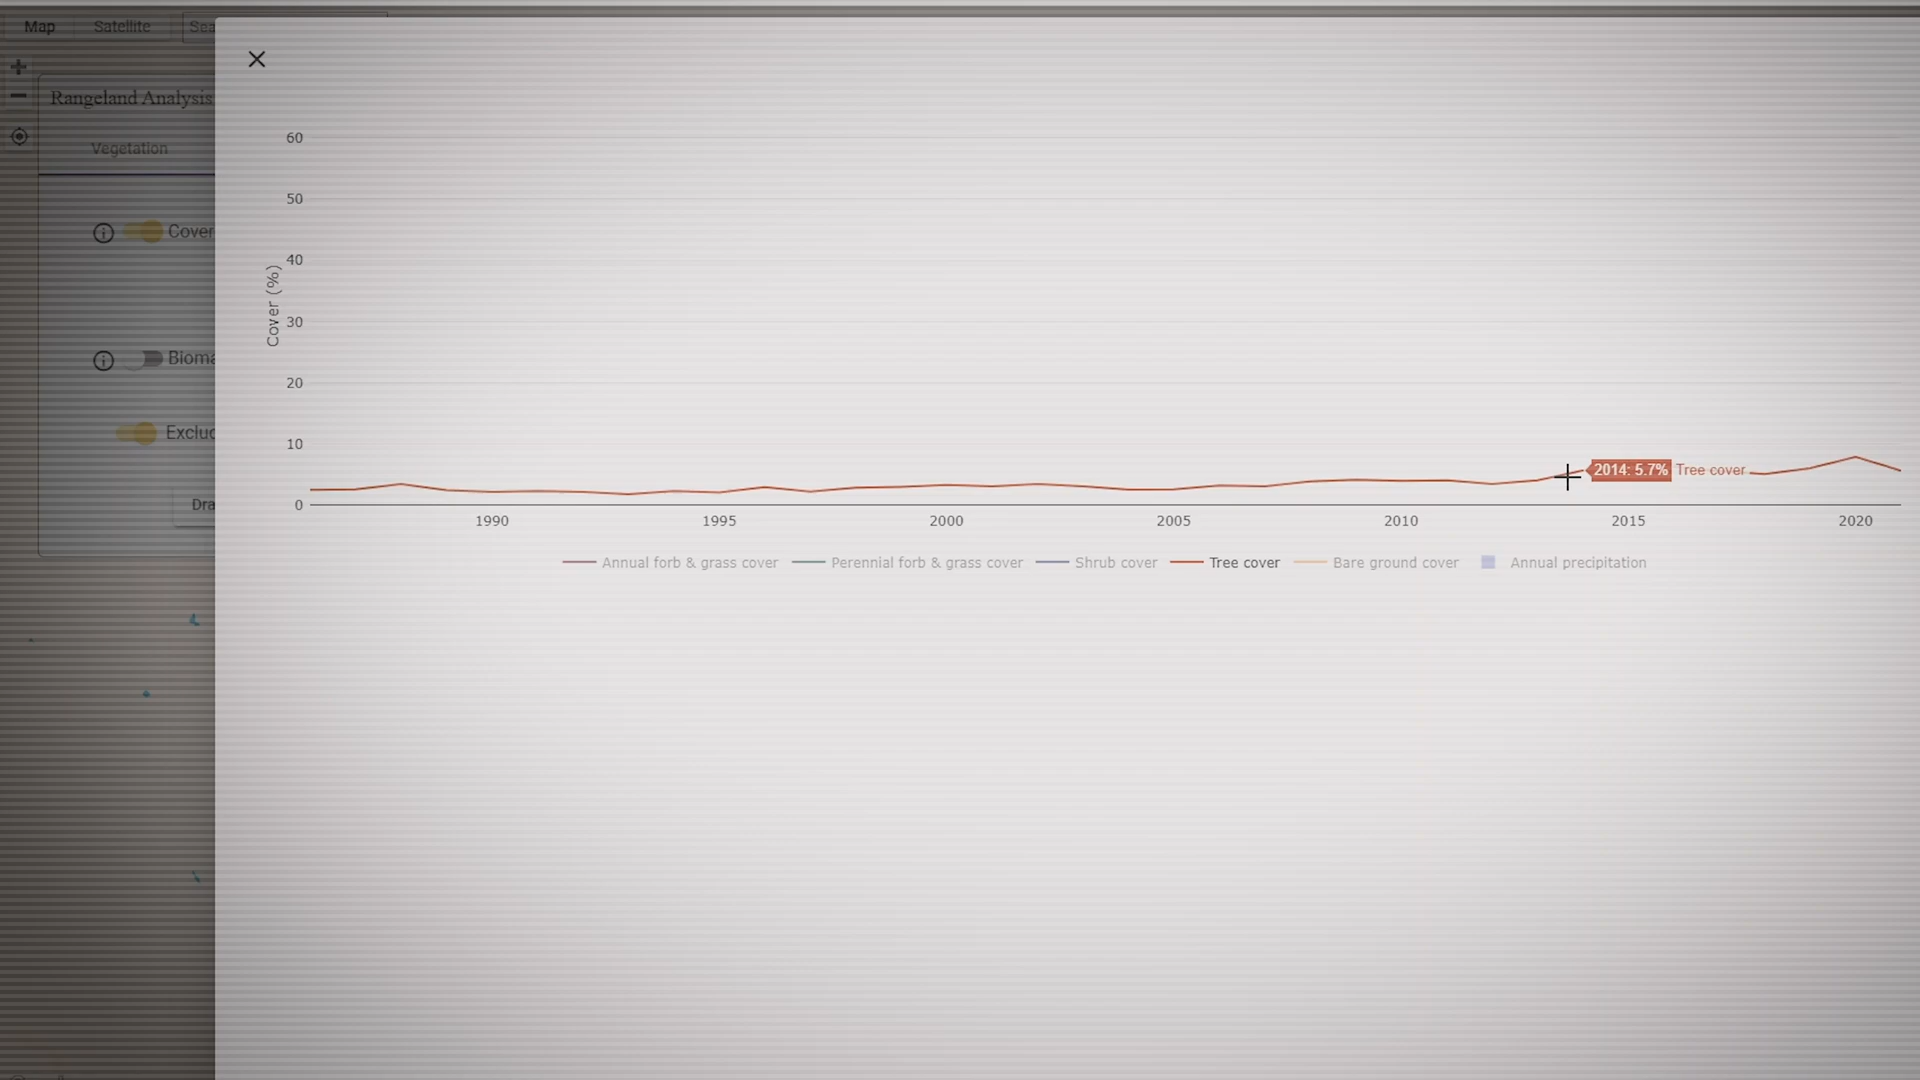 Map Satellite Sea
Rangeland Analysis
Vegetation
Cover
Bioma
Exclud
Dra
Cover (%)
60
50
40
30
20
10
0
2014: 5.7% Tree cover
1990 1995 2000 2005 2010 2015 2020
Annual forb & grass cover Perennial forb & grass cover Shrub cover Tree cover Bare ground cover Annual precipitation